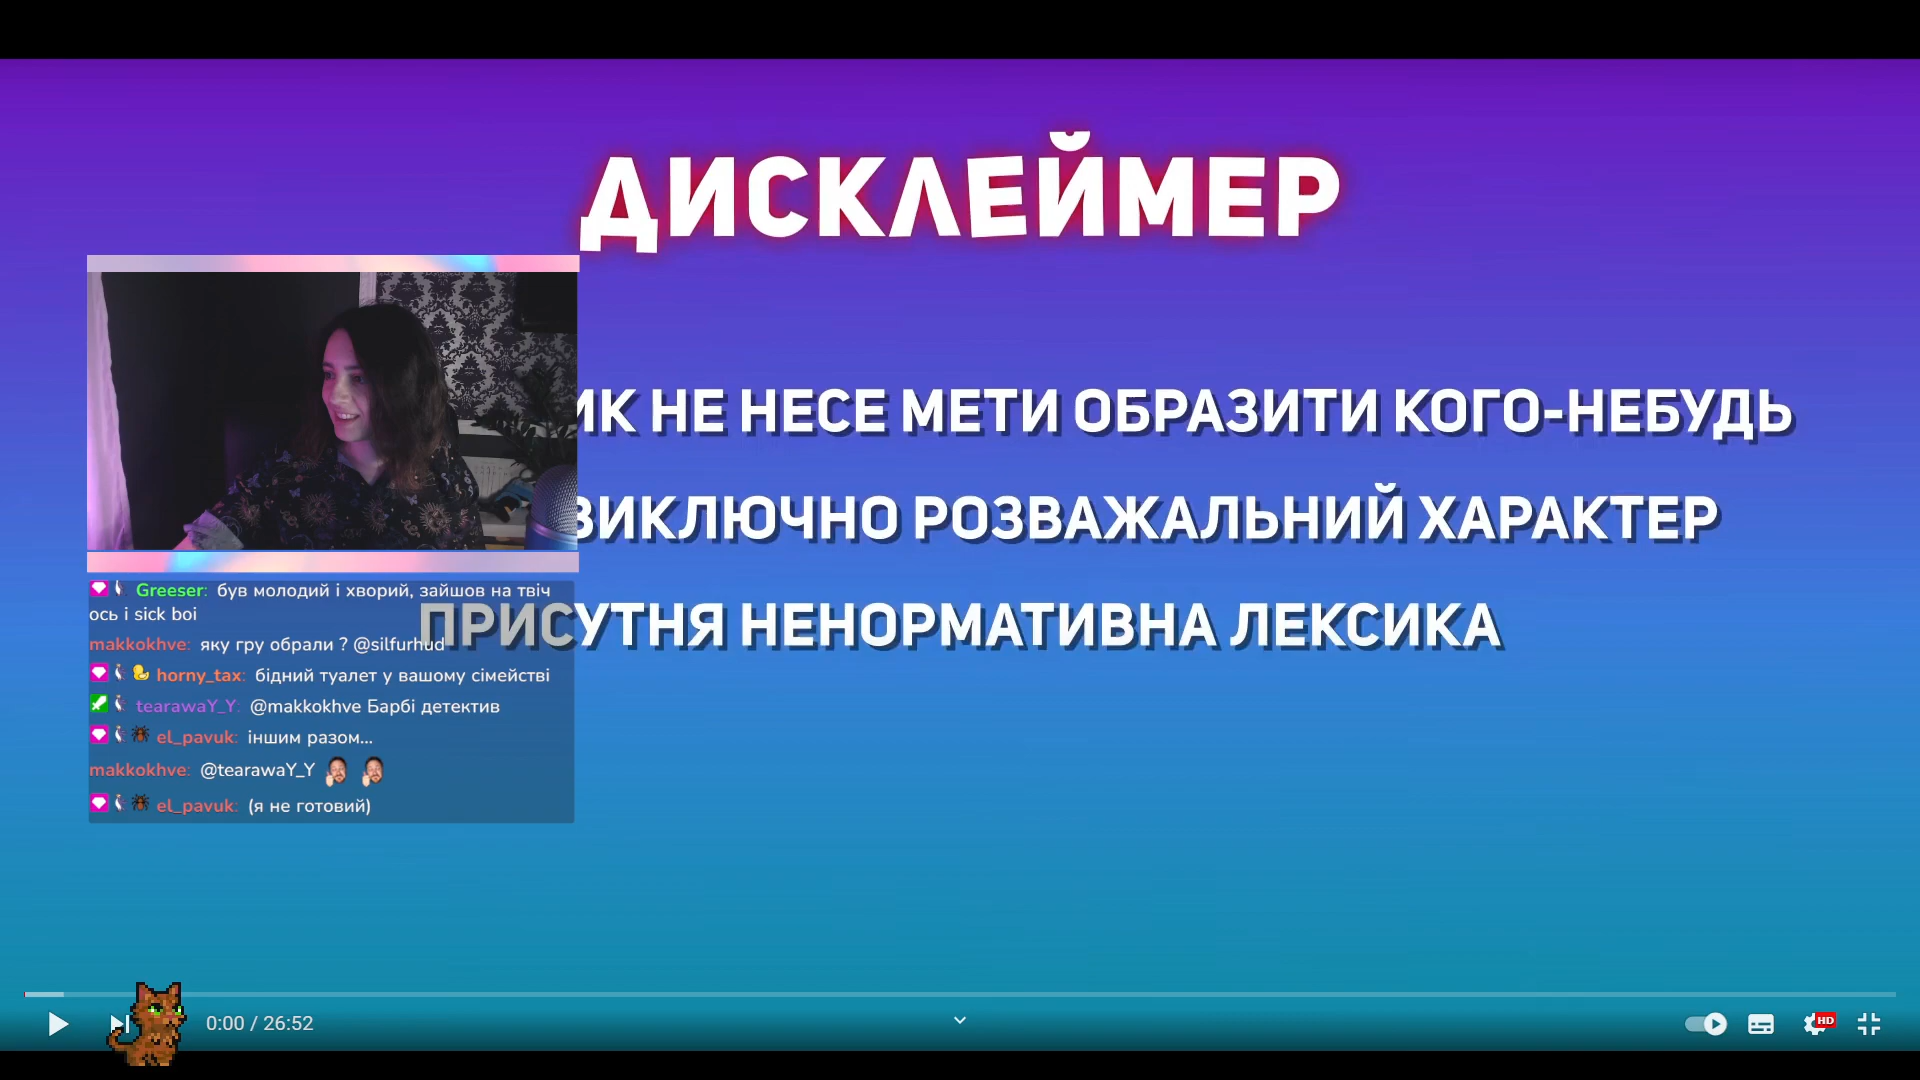 ДИСКЛЕЙМЕР
НЕ НЕСЕ МЕТИ ОБРАЗИТИ КОГО-НЕБУДЬ
ВИКЛЮЧНО РОЗВАЖАЛЬНИЙ ХАРАКТЕР
ПРИСУТНЯ НЕНОРМАТИВНА ЛЕКСИКА
Greeser: був молодий і хворий, зайшов на твіч
ось і sick boi
makkokhve: яку гру обрали ? @silfurhud
horny_tax: бідний туалет у вашому сімействі
tearawaY_Y: @makkokhve Барбі детектив
el_pavuk: іншим разом...
makkokhve: @tearawaY_Y
el_pavuk: (я не готовий)
0:00 / 26:52
HD